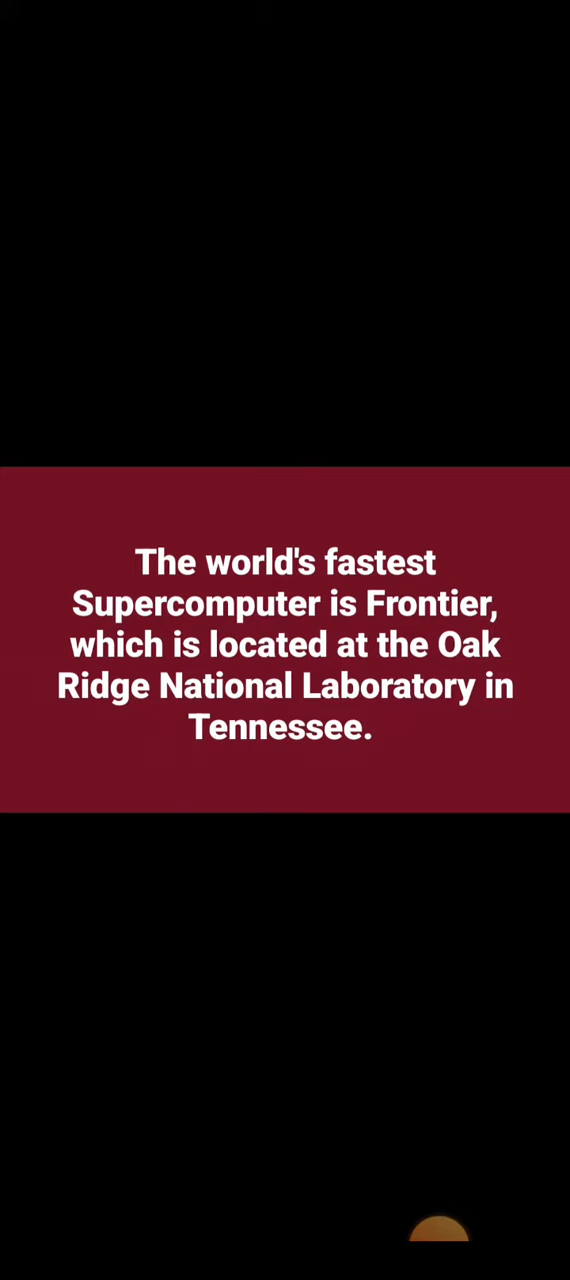 The world's fastest
Supercomputer is Frontier,
which is located at the Oak
Ridge National Laboratory in
Tennessee.